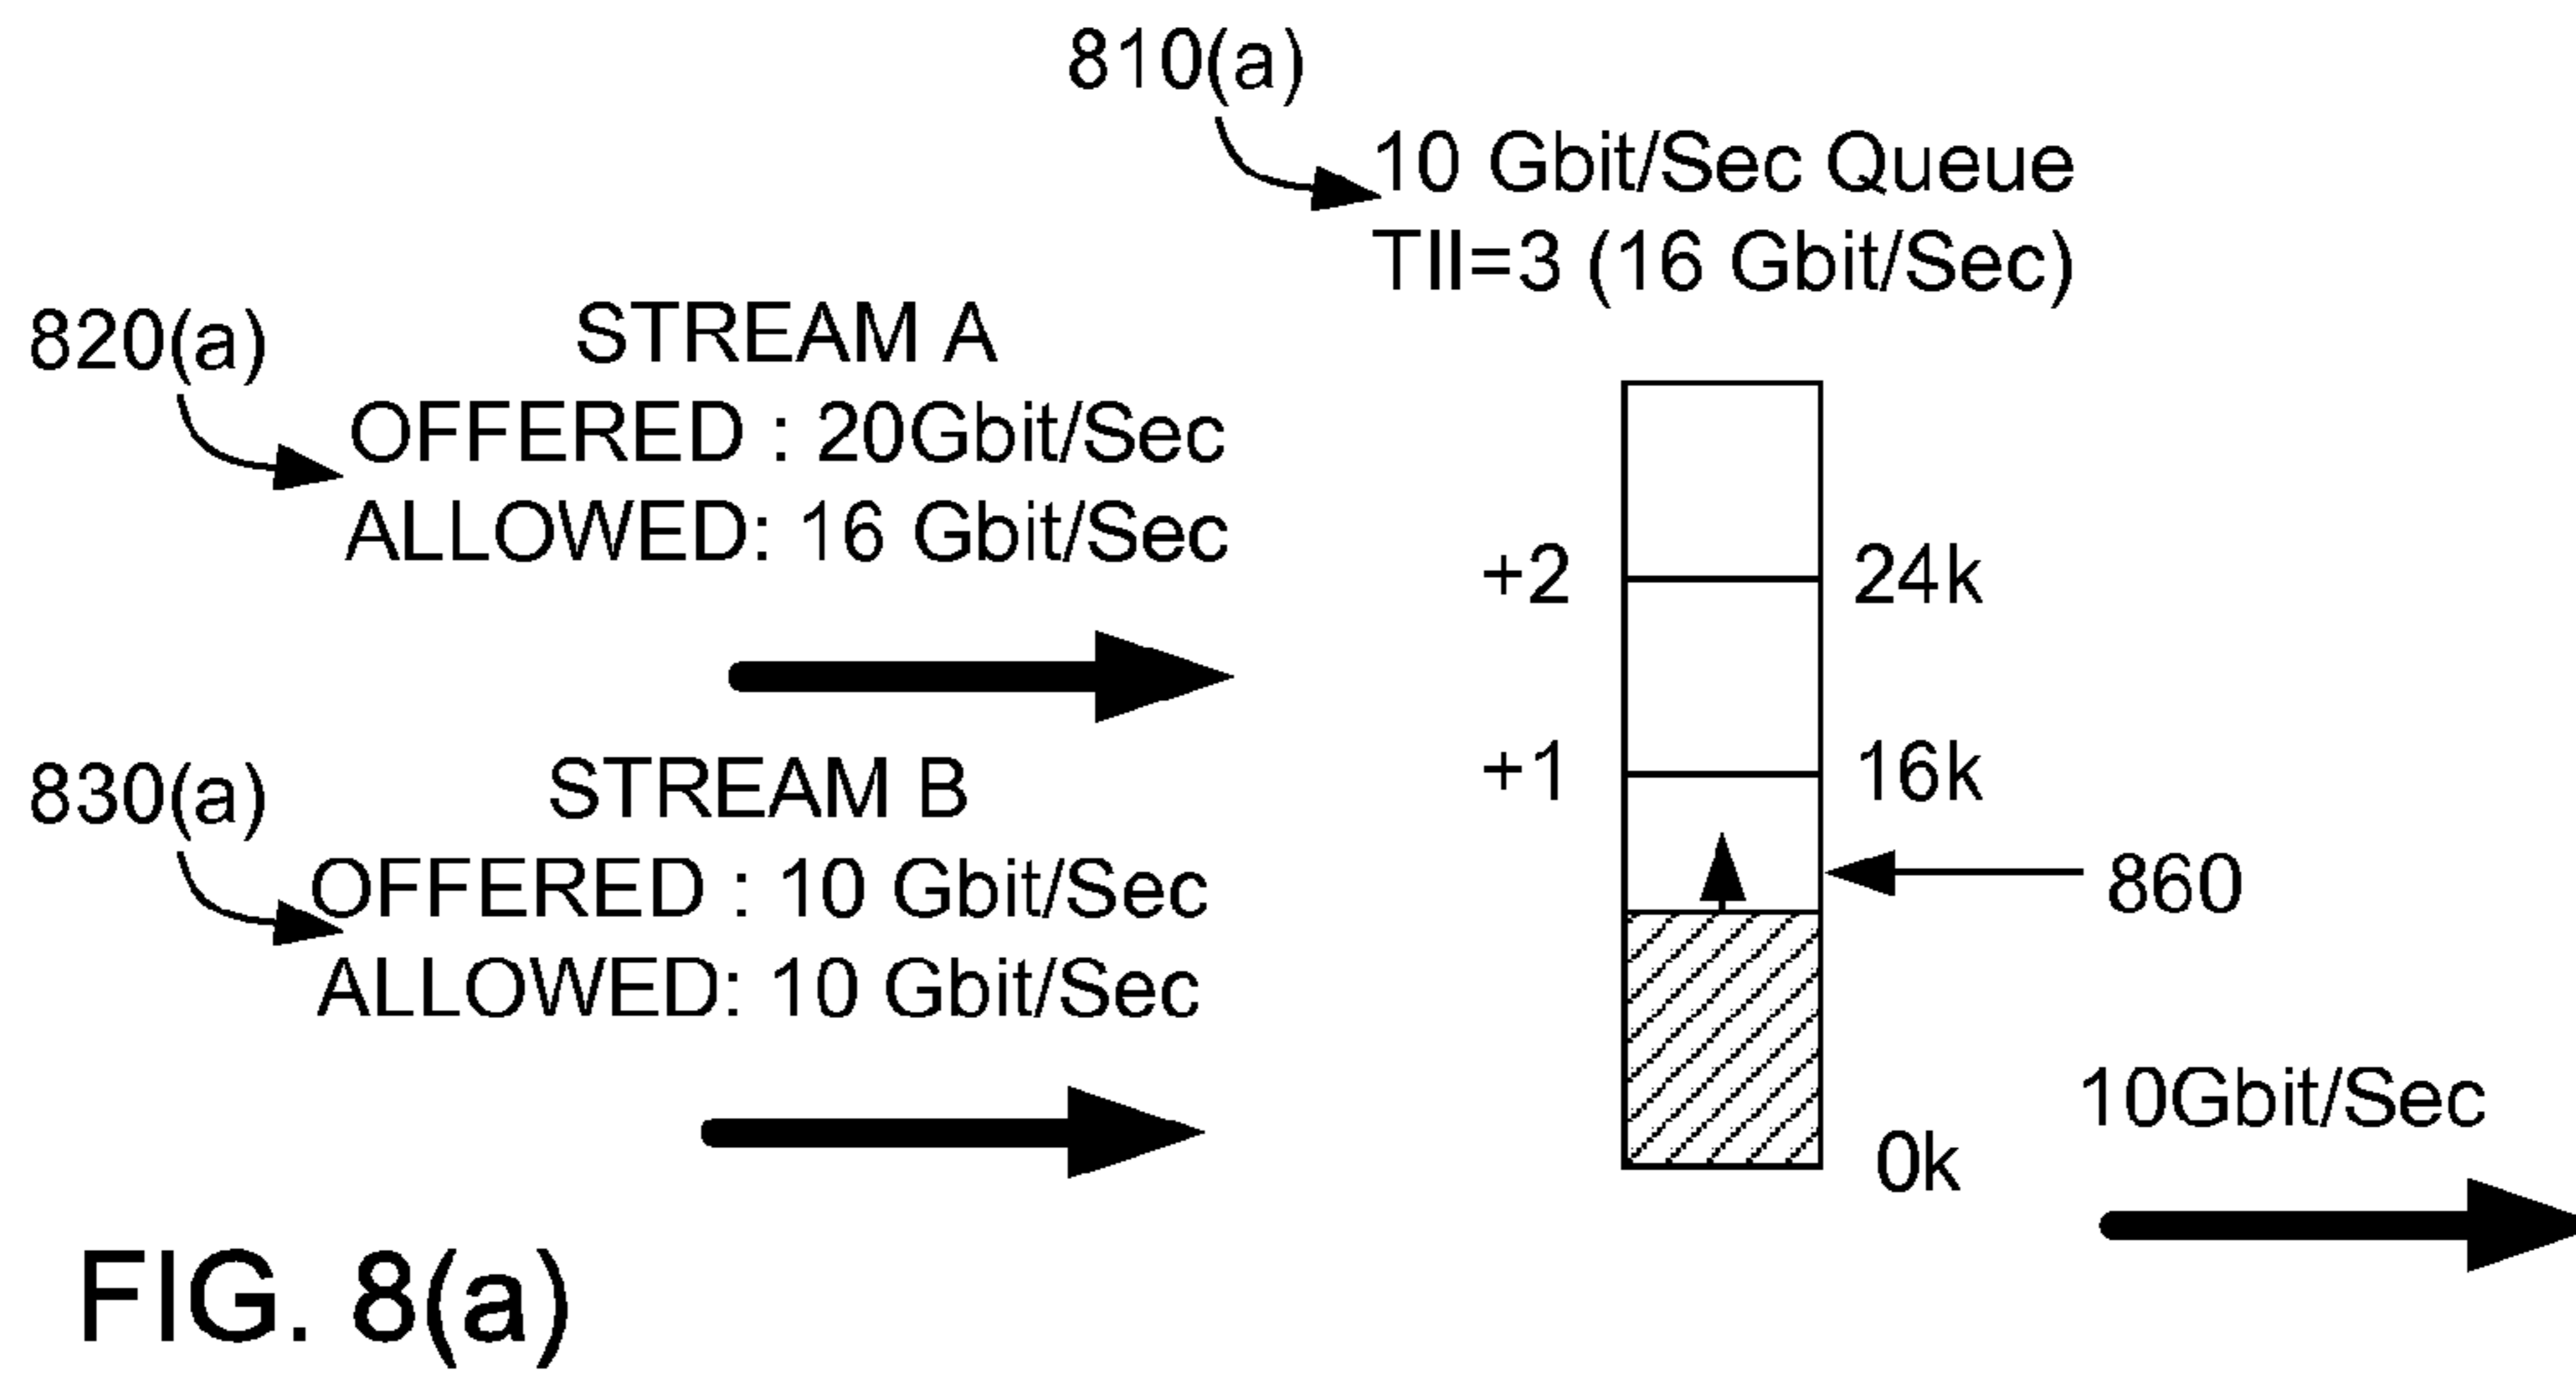 810(a)
10 Gbit/Sec Queue
TII=3 (16 Gbit/Sec)
820(a)
STREAM A
OFFERED : 20Gbit/Sec
ALLOWED: 16 Gbit/Sec
+2
24k
830(a)
STREAM B
OFFERED : 10 Gbit/Sec
ALLOWED: 10 Gbit/Sec
+1
16k
860
0k
10Gbit/Sec
FIG. 8(a)